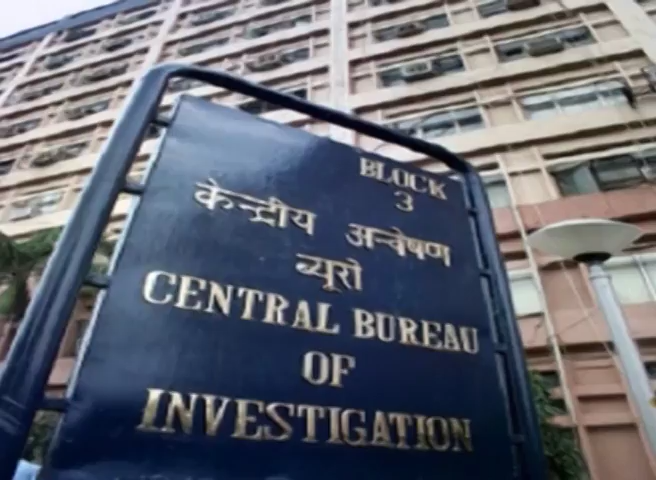 BLOCK
3
केन्द्रीय अन्वेषण
ब्यूरो
CENTRAL BUREAU
OF
INVESTIGATION